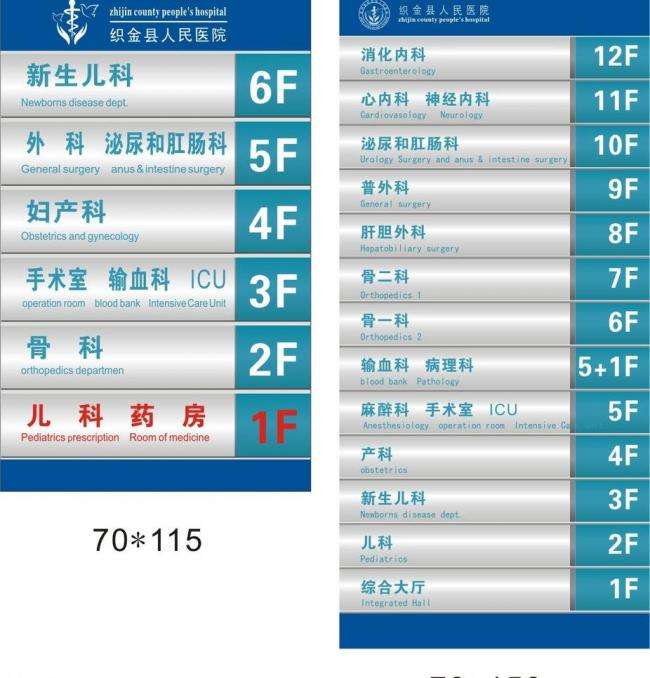 zhijin county people's hospital
织金县人民医院
新生儿科 6F
Newborns disease dept.
外 科 泌尿和肛肠科 5F
General surgery anus & intestine surgery
妇产科 4F
Obstetrics and gynecology
手术室 输血科 ICU 3F
operation room blood bank Intensive Care Unit
骨 科 2F
orthopedics departmen
儿 科 药 房 1F
Pediatrics prescription Room of medicine
70*115
织金县人民医院
zhijin county people's hospital
消化内科 12F
Gastroenterology
心内科 神经内科 11F
Cardiovasology Neurology
泌尿和肛肠科 10F
Urology Surgery and anus & intestine surgery
普外科 9F
General surgery
肝胆外科 8F
Hepatobiliary surgery
骨二科 7F
Orthopedics 1
骨一科 6F
Orthopedics 2
输血科 病理科 5+1F
blood bank Pathology
麻醉科 手术室 ICU 5F
Anesthesiology operation room Intensive Care Unit
产科 4F
obstetrics
新生儿科 3F
Newborns disease dept.
儿科 2F
Pediatrics
综合大厅 1F
Integrated Hall